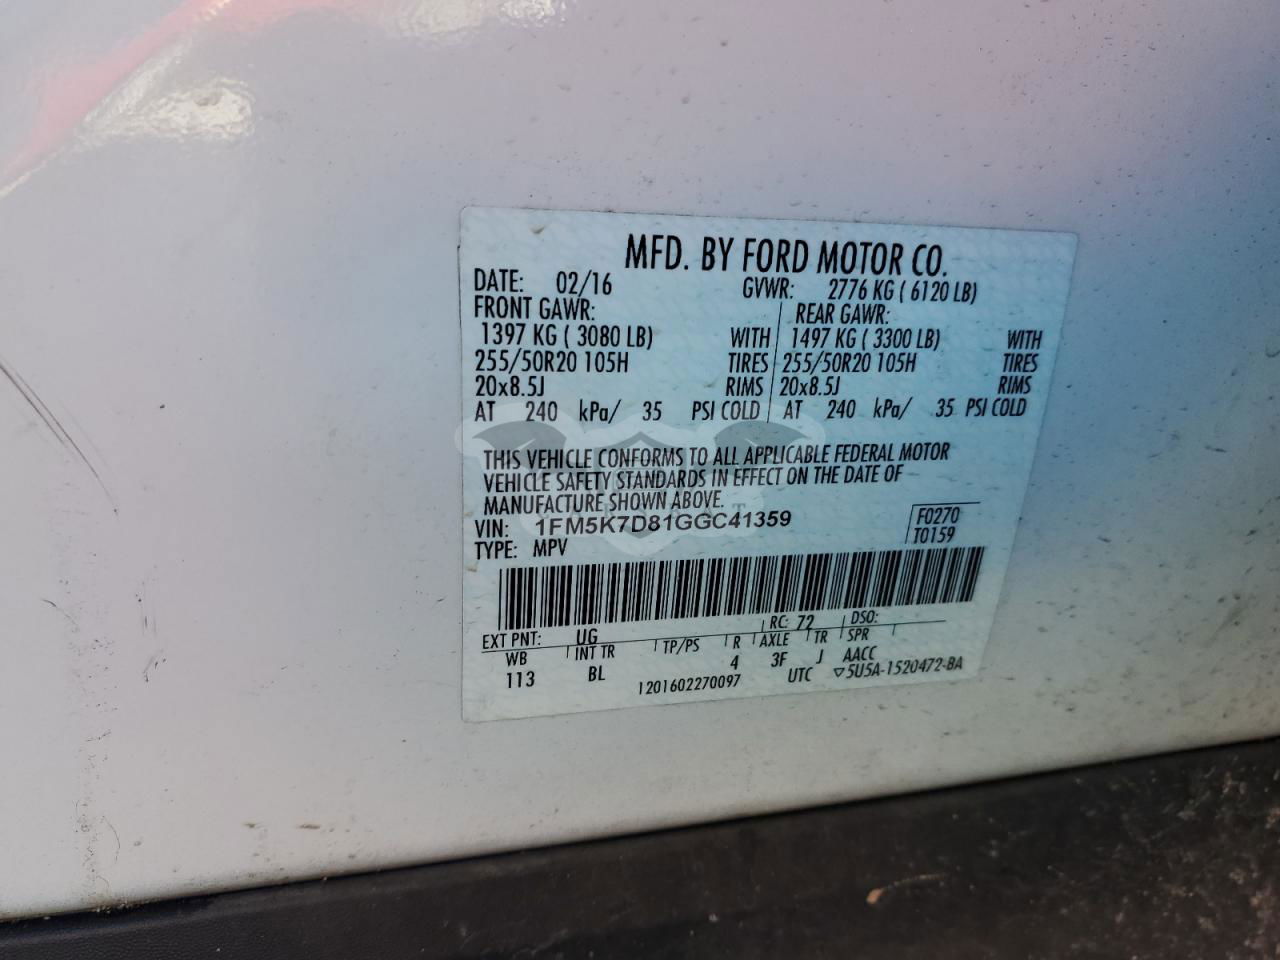 MFD. BY FORD MOTOR CO.
DATE: 02/16 GVWR: 2776 KG ( 6120 LB)
FRONT GAWR: REAR GAWR:
1397 KG ( 3080 LB) WITH 1497 KG ( 3300 LB) WITH
255/50R20 105H TIRES 255/50R20 105H TIRES
20x8.5J RIMS 20x8.5J RIMS
AT 240 kPa/ 35 PSI COLD AT 240 kPa/ 35 PSI COLD
THIS VEHICLE CONFORMS TO ALL APPLICABLE FEDERAL MOTOR
VEHICLE SAFETY STANDARDS IN EFFECT ON THE DATE OF
MANUFACTURE SHOWN ABOVE.
VIN: 1FM5K7D81GGC41359 F0270
TYPE: MPV T0159
EXT PNT: UG RC: 72 DSO:
WB INT TR TP/PS R AXLE TR SPR
113 BL 4 3F J AACC
1201602270097 UTC ▽5U5A-1520472-BA